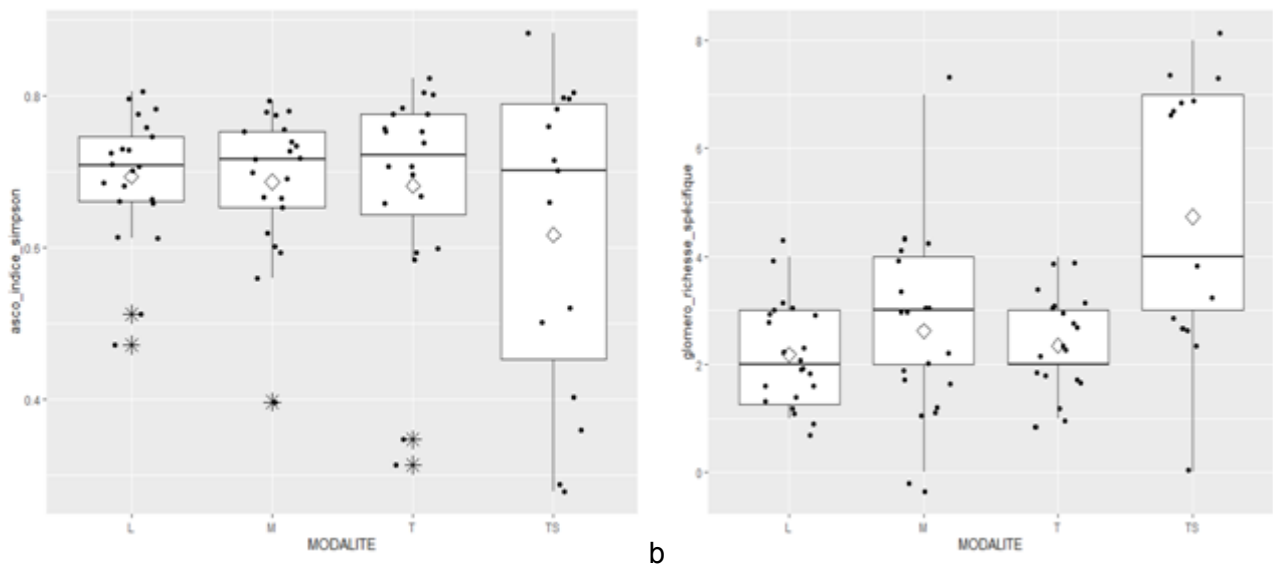 asco_indice_simpson
0.8
0.6
0.4
L M T TS
MODALITE
b
glomero_richesse_spécifique
8
6
4
2
0
L M T TS
MODALITE